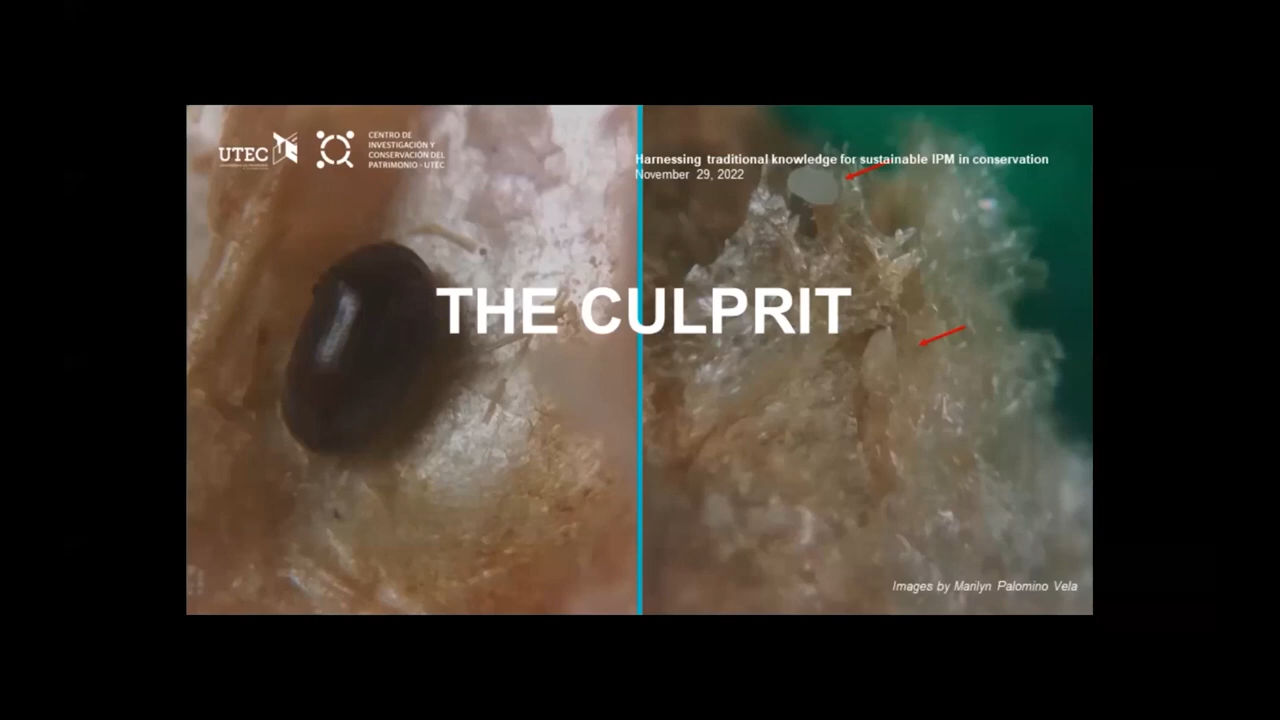 UTEC
CENTRO DE
INVESTIGACIÓN Y
CONSERVACIÓN DEL
PATRIMONIO - UTEC
Harnessing traditional knowledge for sustainable IPM in conservation
November 29, 2022
THE CULPRIT
Images by Marilyn Palomino Vela